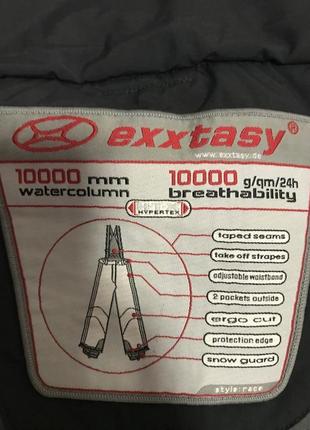 exxtasy®
www.exxtasy.de
10000 mm
watercolumn
10000 g/qm/24h
breathability
HYPERTEX
taped seams
take off strapes
adjustable waistband
2 pockets outside
ergo cut
protection edge
snow guard
style:race